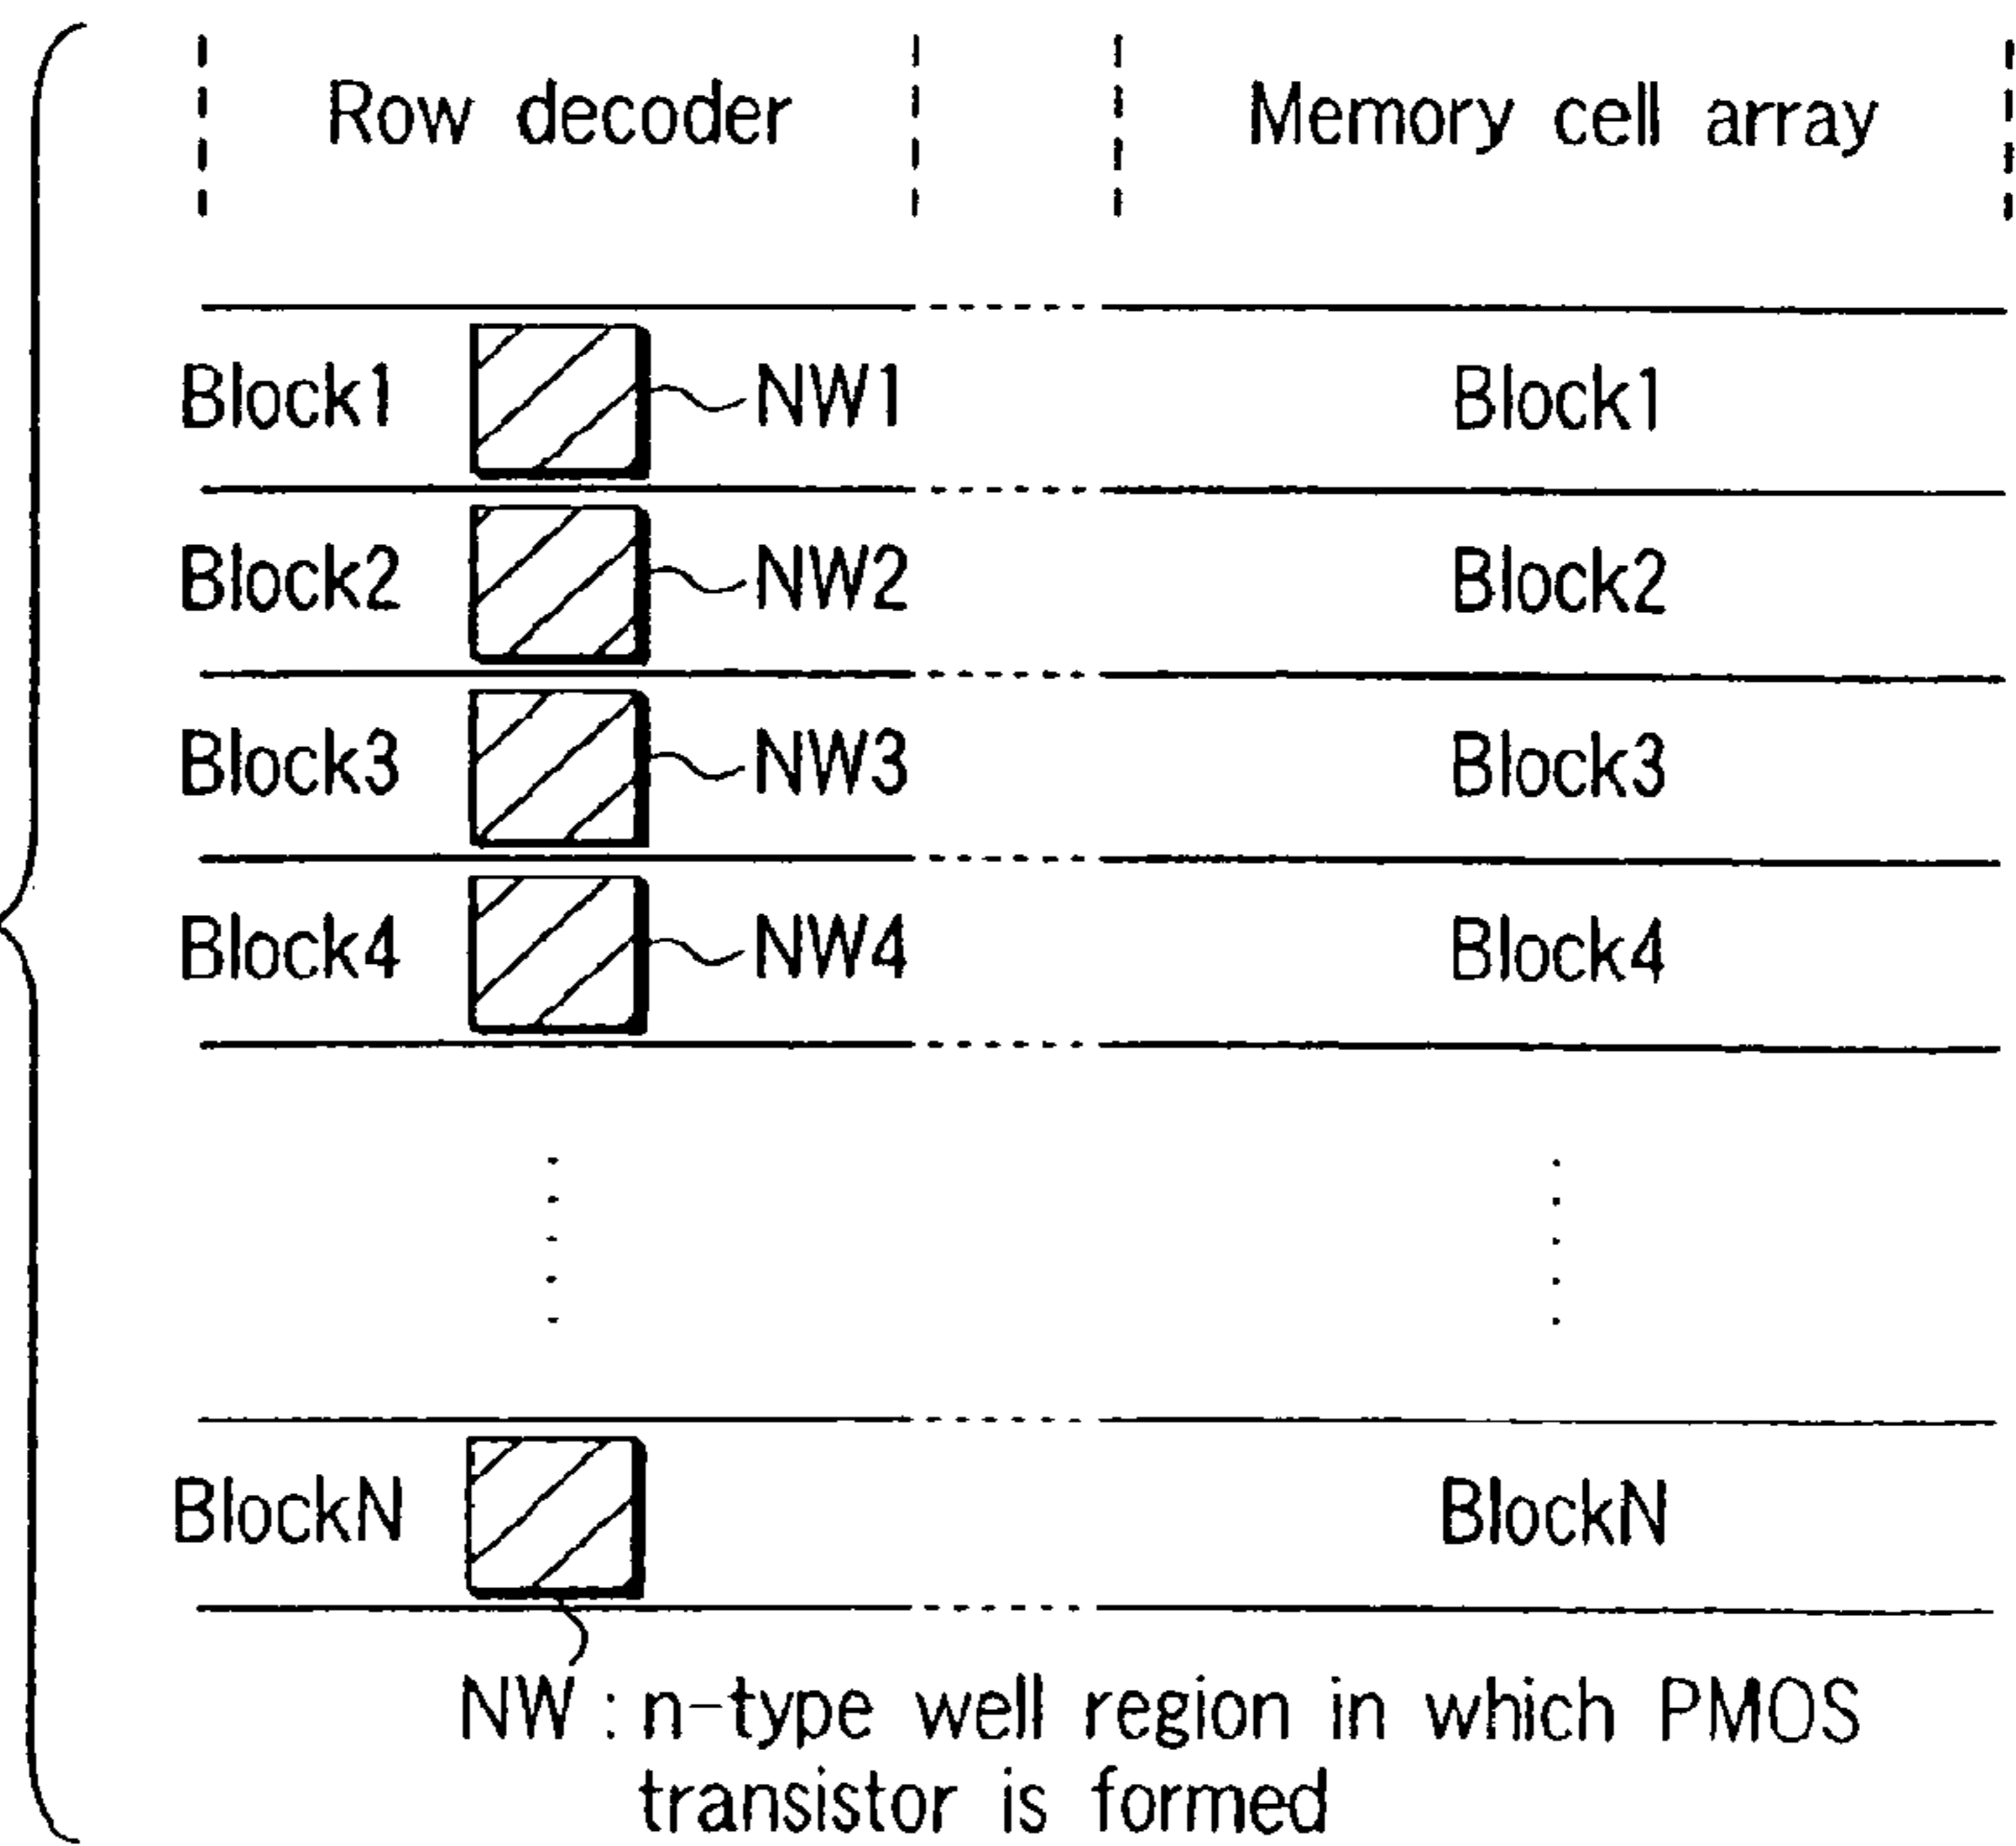 Row decoder Memory cell array
Block1 NW1 Block1
Block2 NW2 Block2
Block3 NW3 Block3
Block4 NW4 Block4
BlockN BlockN
NW : n-type well region in which PMOS
transistor is formed